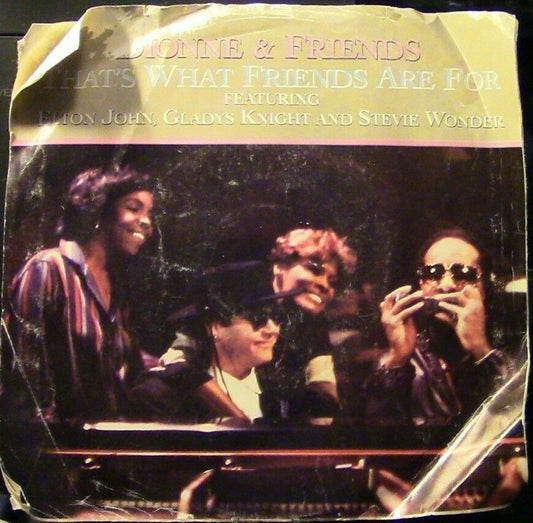 DIONNE & FRIENDS
THAT'S WHAT FRIENDS ARE FOR
FEATURING
ELTON JOHN, GLADYS KNIGHT AND STEVIE WONDER